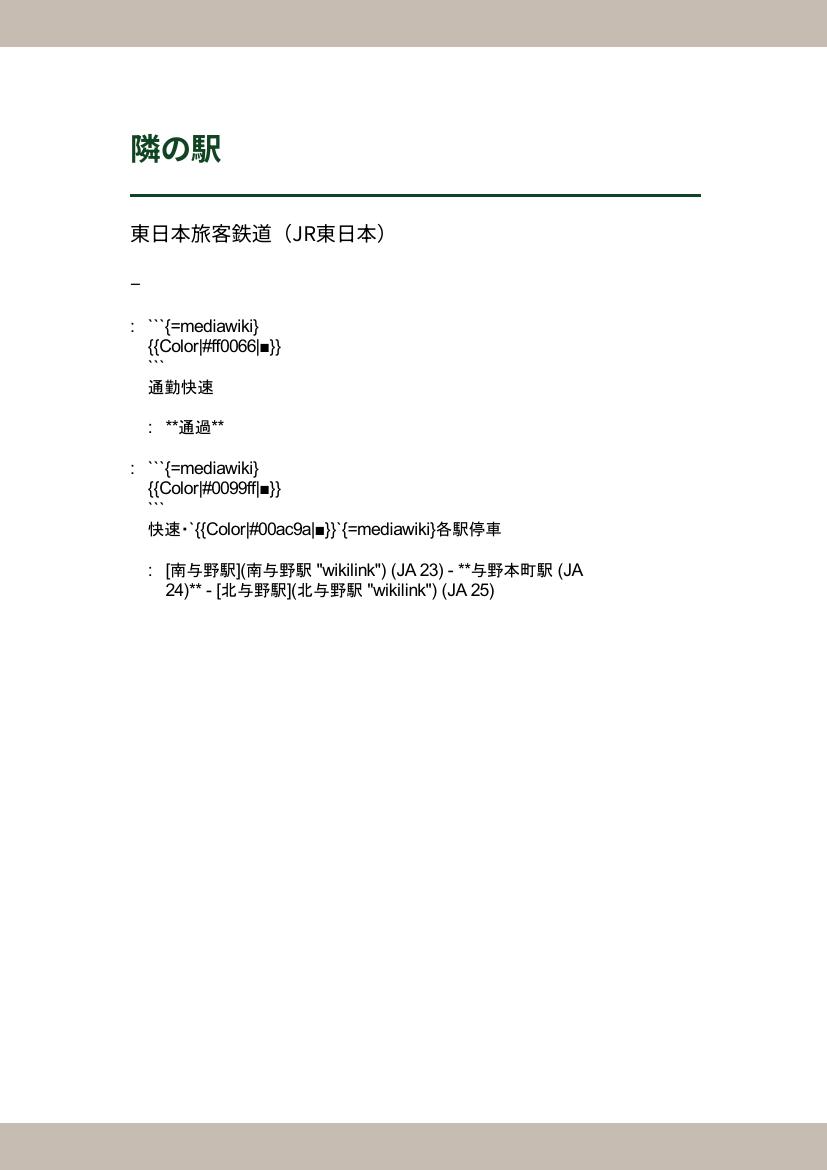 隣の駅
東日本旅客鉄道（JR東日本）
–
: ```{=mediawiki}
{{Color|#ff0066|■}}
```
通勤快速
: **通過**
: ```{=mediawiki}
{{Color|#0099ff|■}}
```
快速・`{{Color|#00ac9a|■}}`{=mediawiki}各駅停車
: [南与野駅](南与野駅 "wikilink") (JA 23) - **与野本町駅 (JA
24)** - [北与野駅](北与野駅 "wikilink") (JA 25)